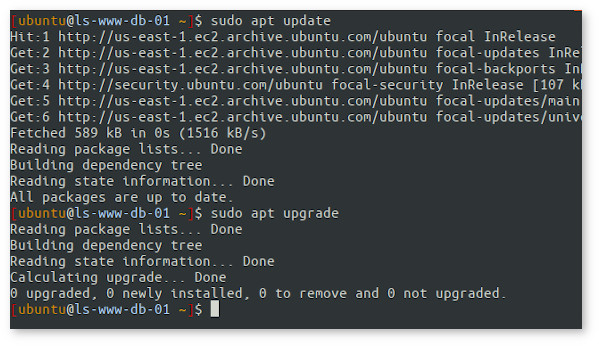 [ubuntu@ls-www-db-01 ~]$ sudo apt update
Hit:1 http://us-east-1.ec2.archive.ubuntu.com/ubuntu focal InRelease
Get:2 http://us-east-1.ec2.archive.ubuntu.com/ubuntu focal-updates InRe
Get:3 http://us-east-1.ec2.archive.ubuntu.com/ubuntu focal-backports In
Get:4 http://security.ubuntu.com/ubuntu focal-security InRelease [107 k
Get:5 http://us-east-1.ec2.archive.ubuntu.com/ubuntu focal-updates/main
Get:6 http://us-east-1.ec2.archive.ubuntu.com/ubuntu focal-updates/univ
Fetched 589 kB in 0s (1516 kB/s)
Reading package lists... Done
Building dependency tree
Reading state information... Done
All packages are up to date.
[ubuntu@ls-www-db-01 ~]$ sudo apt upgrade
Reading package lists... Done
Building dependency tree
Reading state information... Done
Calculating upgrade... Done
0 upgraded, 0 newly installed, 0 to remove and 0 not upgraded.
[ubuntu@ls-www-db-01 ~]$